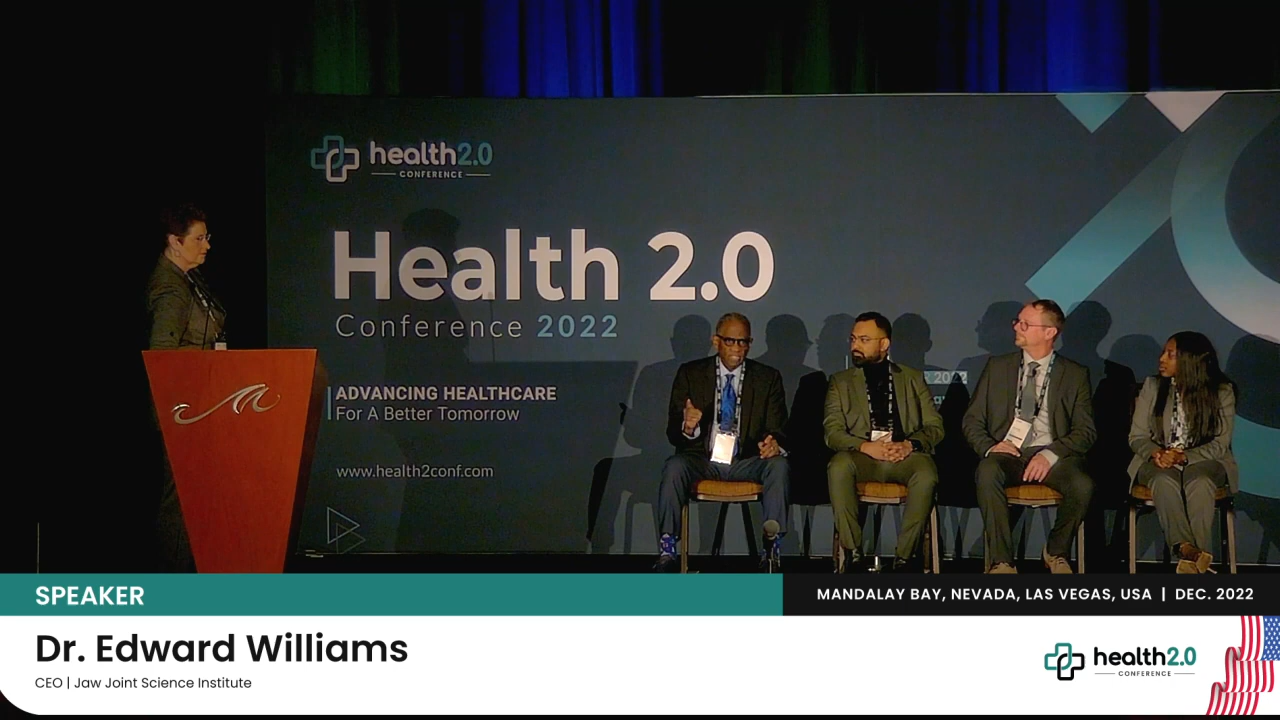 health2.0
CONFERENCE
Health 2.0
Conference 2022
ADVANCING HEALTHCARE
For A Better Tomorrow
www.health2conf.com
SPEAKER
MANDALAY BAY, NEVADA, LAS VEGAS, USA | DEC. 2022
Dr. Edward Williams
CEO | Jaw Joint Science Institute
health2.0
CONFERENCE